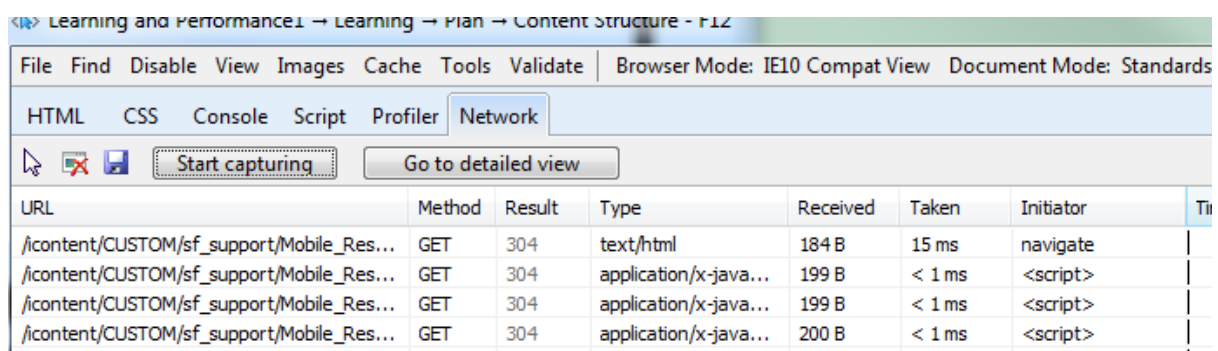 Learning and Performance1 → Learning → Plan → Content Structure - F12
File Find Disable View Images Cache Tools Validate Browser Mode: IE10 Compat View Document Mode: Standards
HTML CSS Console Script Profiler Network
Start capturing Go to detailed view
URL Method Result Type Received Taken Initiator
/icontent/CUSTOM/sf_support/Mobile_Res... GET 304 text/html 184 B 15 ms navigate
/icontent/CUSTOM/sf_support/Mobile_Res... GET 304 application/x-java... 199 B < 1 ms <script>
/icontent/CUSTOM/sf_support/Mobile_Res... GET 304 application/x-java... 199 B < 1 ms <script>
/icontent/CUSTOM/sf_support/Mobile_Res... GET 304 application/x-java... 200 B < 1 ms <script>